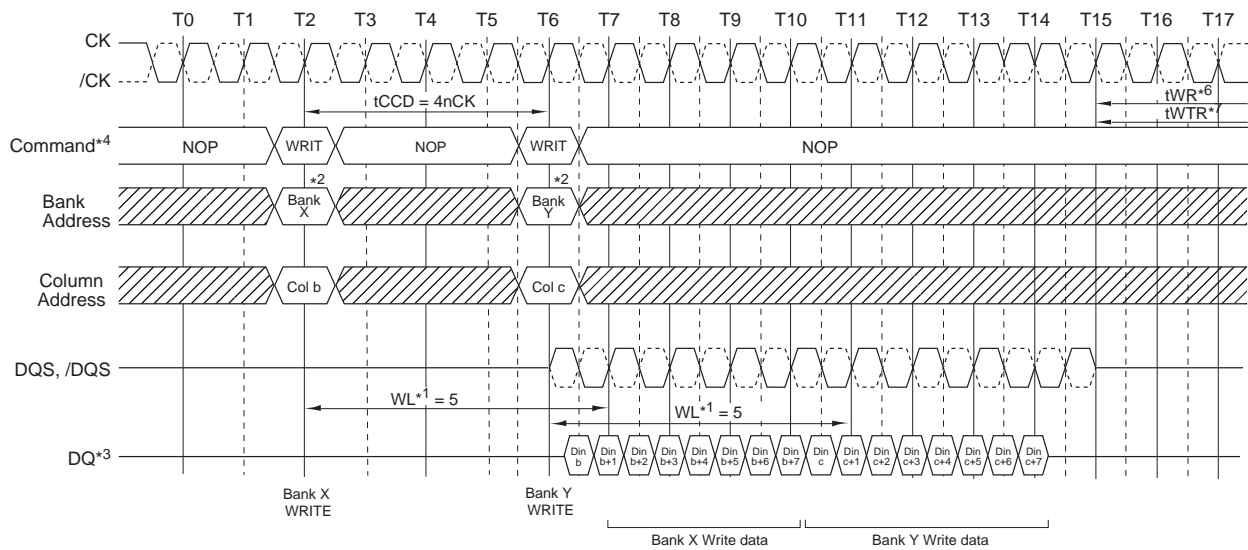 T0 T1 T2 T3 T4 T5 T6 T7 T8 T9 T10 T11 T12 T13 T14 T15 T16 T17
CK
/CK
tCCD = 4nCK
tWR*6
tWTR*7
Command*4
NOP WRIT NOP WRIT NOP
*2 *2
Bank
Address
Bank
X
Bank
Y
Column
Address
Col b Col c
DQS, /DQS
WL*1 = 5
WL*1 = 5
DQ*3
Din
b
Din
b+1
Din
b+2
Din
b+3
Din
b+4
Din
b+5
Din
b+6
Din
b+7
Din
c
Din
c+1
Din
c+2
Din
c+3
Din
c+4
Din
c+5
Din
c+6
Din
c+7
Bank X
WRITE
Bank Y
WRITE
Bank X Write data
Bank Y Write data